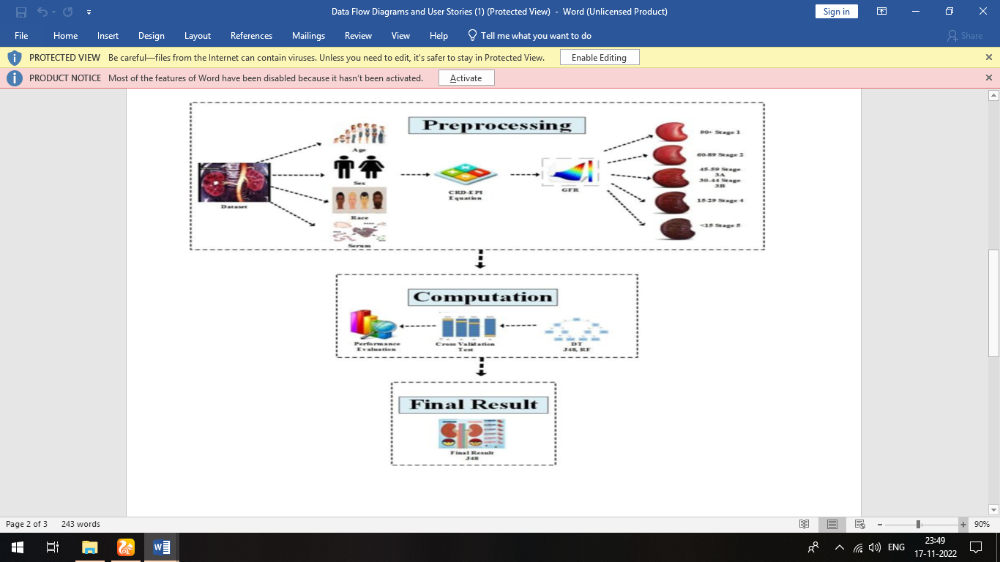 Data Flow Diagrams and User Stories (1) (Protected View) - Word (Unlicensed Product)
Sign in
File Home Insert Design Layout References Mailings Review View Help Tell me what you want to do Share
PROTECTED VIEW Be careful—files from the Internet can contain viruses. Unless you need to edit, it's safer to stay in Protected View. Enable Editing
PRODUCT NOTICE Most of the features of Word have been disabled because it hasn't been activated. Activate
Preprocessing
Dataset
Age
Sex
Race
Serum
CRD-EPI
Equation
GFR
90+ Stage 1
60-89 Stage 2
45-59 Stage
3A
30-44 Stage
3B
15-29 Stage 4
<15 Stage 5
Computation
Performance
Evaluation
Cross Validation
Test
DT
J48, RF
Final Result
Final Result
J48
Page 2 of 3 243 words
90%
ENG
23:49
17-11-2022